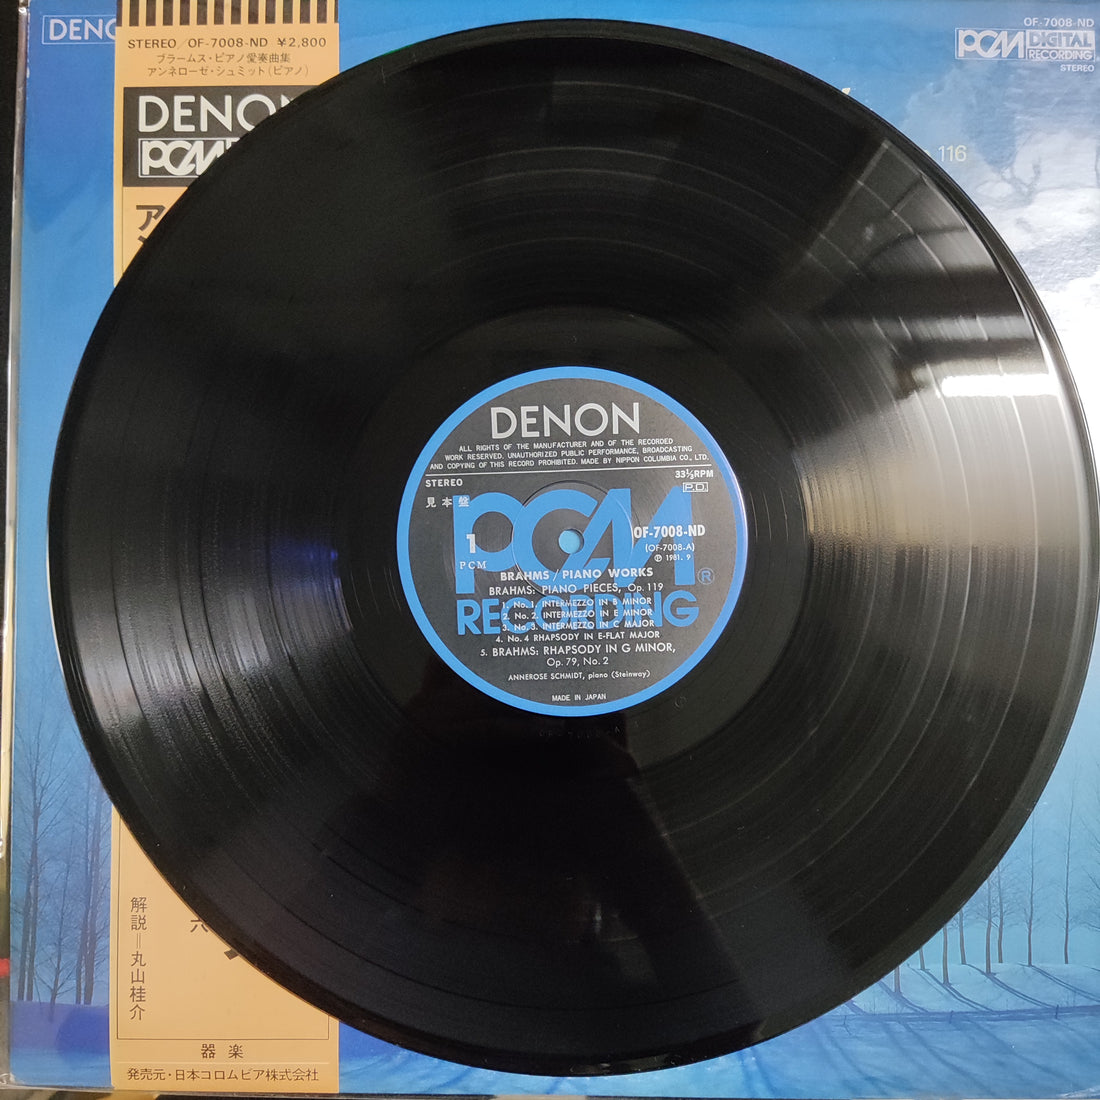 DENO
STEREO/OF-7008-ND ¥2,800
ブラームス・ピアノ愛奏曲集
アンネローゼ・シュミット(ピアノ)
DENON
PCM
ア
解説=丸山桂介
六
器楽
発売元・日本コロムビア株式会社
OF-7008-ND
PCM DIGITAL RECORDING
STEREO
116
DENON
ALL RIGHTS OF THE MANUFACTURER AND OF THE RECORDED
WORK RESERVED. UNAUTHORIZED PUBLIC PERFORMANCE, BROADCASTING
AND COPYING OF THIS RECORD PROHIBITED. MADE BY NIPPON COLUMBIA CO., LTD.
STEREO
33⅓RPM
P.D.
見本盤
PCM
RECORDING
®
OF-7008-ND
1
(OF-7008-A)
PCM
Ⓟ 1981. 9
BRAHMS / PIANO WORKS
BRAHMS: PIANO PIECES, Op. 119
1. No. 1. INTERMEZZO IN B MINOR
2. No. 2. INTERMEZZO IN E MINOR
3. No. 3. INTERMEZZO IN C MAJOR
4. No. 4 RHAPSODY IN E-FLAT MAJOR
5. BRAHMS: RHAPSODY IN G MINOR,
Op. 79, No. 2
ANNEROSE SCHMIDT, piano (Steinway)
MADE IN JAPAN